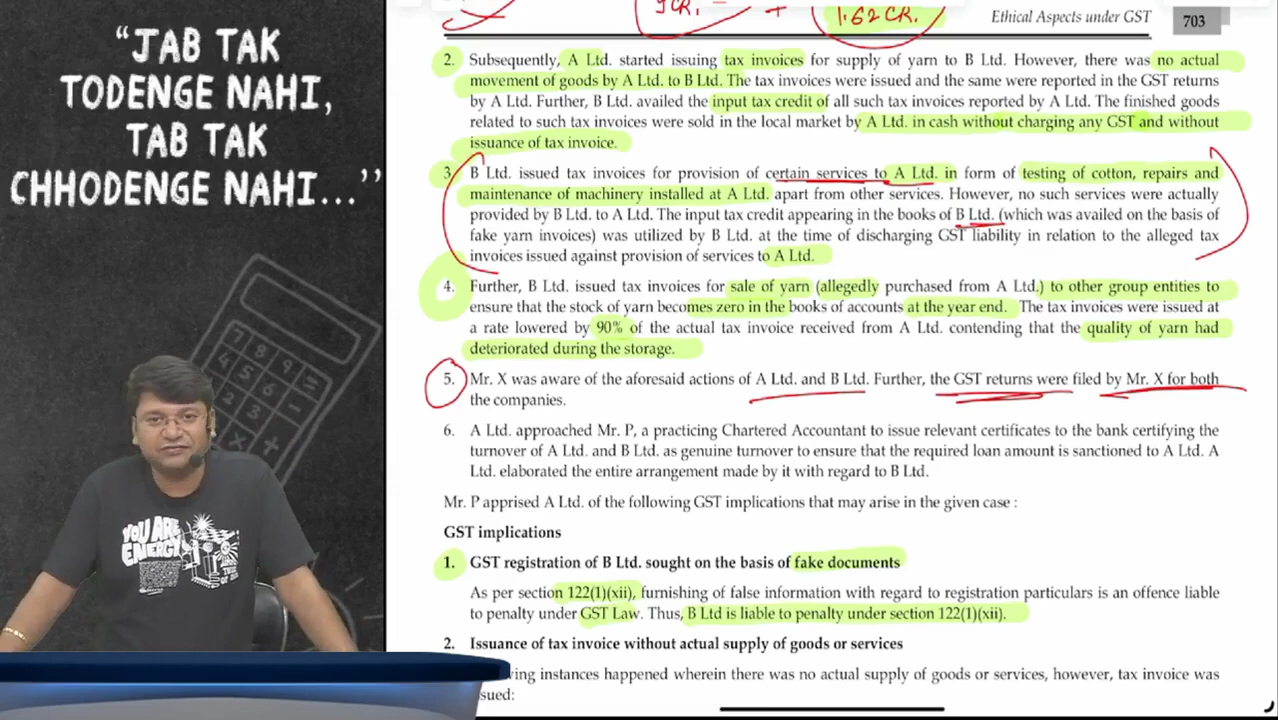 “JAB TAK
TODENGE NAHI,
TAB TAK
CHHODENGE NAHI...’’
YOU ARE
ENERGY
9CR. +
1.62 CR.
Ethical Aspects under GST 703
2. Subsequently, A Ltd. started issuing tax invoices for supply of yarn to B Ltd. However, there was no actual
movement of goods by A Ltd. to B Ltd. The tax invoices were issued and the same were reported in the GST returns
by A Ltd. Further, B Ltd. availed the input tax credit of all such tax invoices reported by A Ltd. The finished goods
related to such tax invoices were sold in the local market by A Ltd. in cash without charging any GST and without
issuance of tax invoice.
3. B Ltd. issued tax invoices for provision of certain services to A Ltd. in form of testing of cotton, repairs and
maintenance of machinery installed at A Ltd. apart from other services. However, no such services were actually
provided by B Ltd. to A Ltd. The input tax credit appearing in the books of B Ltd. (which was availed on the basis of
fake yarn invoices) was utilized by B Ltd. at the time of discharging GST liability in relation to the alleged tax
invoices issued against provision of services to A Ltd.
4. Further, B Ltd. issued tax invoices for sale of yarn (allegedly purchased from A Ltd.) to other group entities to
ensure that the stock of yarn becomes zero in the books of accounts at the year end. The tax invoices were issued at
a rate lowered by 90% of the actual tax invoice received from A Ltd. contending that the quality of yarn had
deteriorated during the storage.
5. Mr. X was aware of the aforesaid actions of A Ltd. and B Ltd. Further, the GST returns were filed by Mr. X for both
the companies.
6. A Ltd. approached Mr. P, a practicing Chartered Accountant to issue relevant certificates to the bank certifying the
turnover of A Ltd. and B Ltd. as genuine turnover to ensure that the required loan amount is sanctioned to A Ltd. A
Ltd. elaborated the entire arrangement made by it with regard to B Ltd.
Mr. P apprised A Ltd. of the following GST implications that may arise in the given case :
GST implications
1. GST registration of B Ltd. sought on the basis of fake documents
As per section 122(1)(xii), furnishing of false information with regard to registration particulars is an offence liable
to penalty under GST Law. Thus, B Ltd is liable to penalty under section 122(1)(xii).
2. Issuance of tax invoice without actual supply of goods or services
instances happened wherein there was no actual supply of goods or services, however, tax invoice was